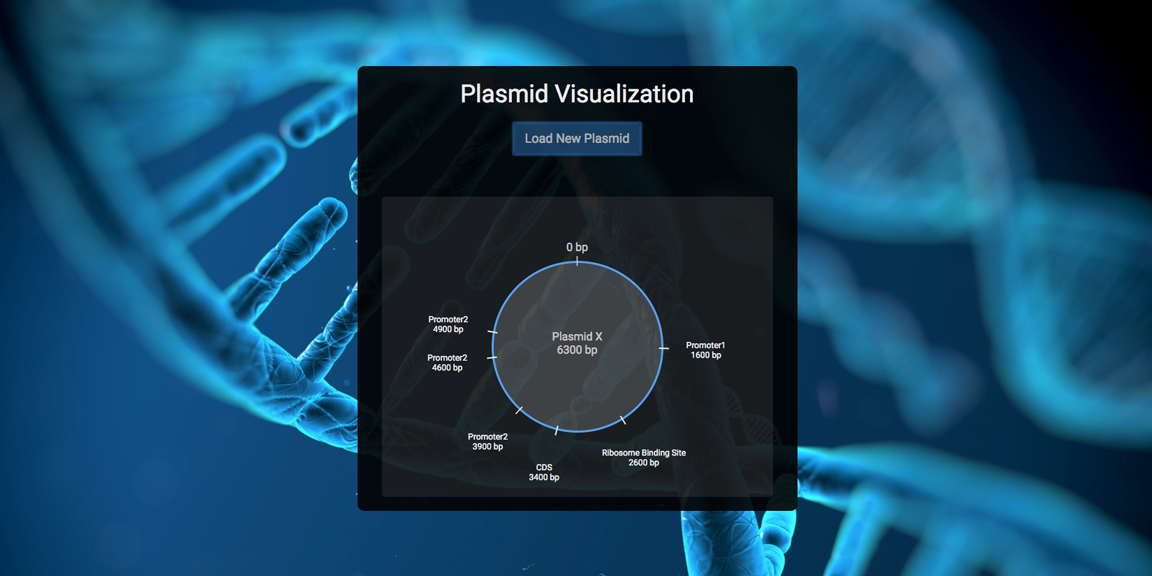 Plasmid Visualization
Load New Plasmid
0 bp
Promoter2
4900 bp
Plasmid X
6300 bp
Promoter1
1600 bp
Promoter2
4600 bp
Promoter2
3900 bp
Ribosome Binding Site
2600 bp
CDS
3400 bp